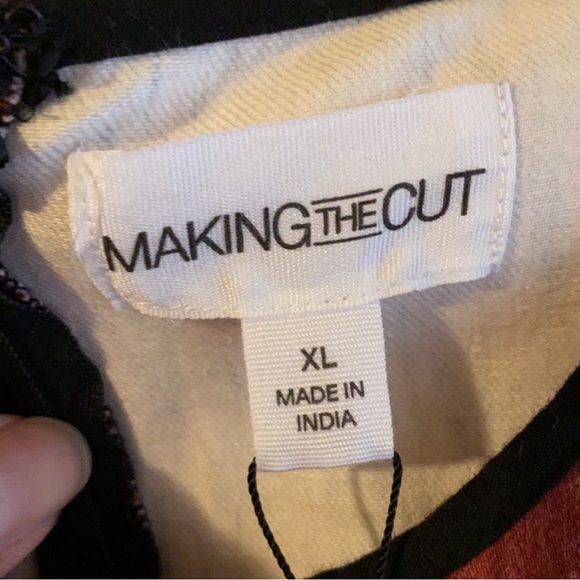 MAKING THE CUT
XL
MADE IN
INDIA